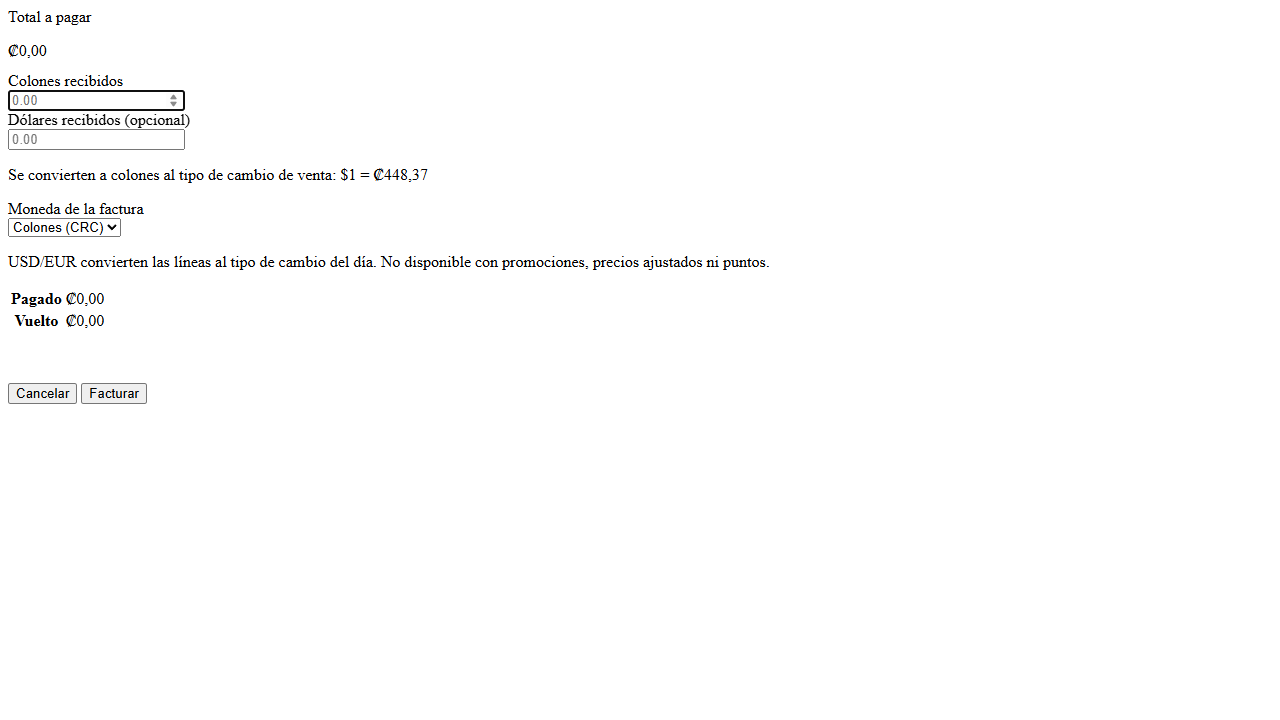 Total a pagar
₡0,00
Colones recibidos
0.00
Dólares recibidos (opcional)
0.00
Se convierten a colones al tipo de cambio de venta: $1 = ₡448,37
Moneda de la factura
Colones (CRC)
USD/EUR convierten las líneas al tipo de cambio del día. No disponible con promociones, precios ajustados ni puntos.
Pagado ₡0,00
Vuelto ₡0,00
Cancelar Facturar